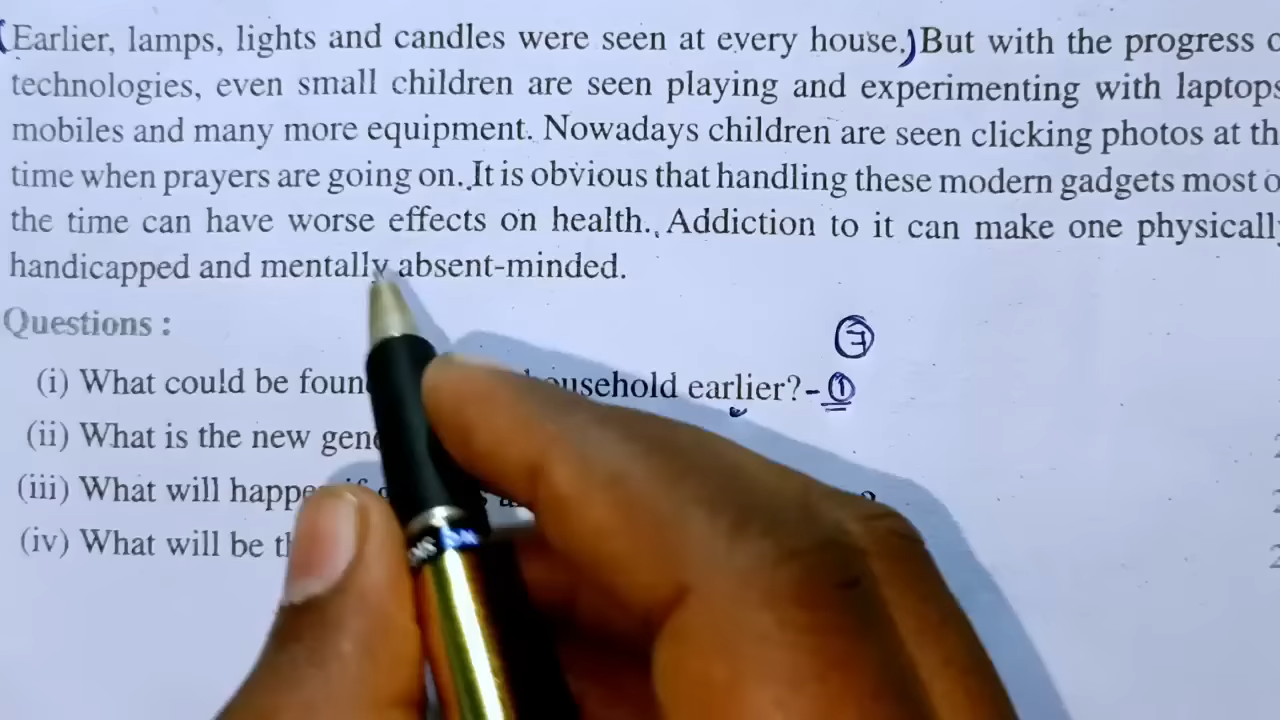 (Earlier, lamps, lights and candles were seen at every house.) But with the progress
technologies, even small children are seen playing and experimenting with laptops
mobiles and many more equipment. Nowadays children are seen clicking photos at th
time when prayers are going on. It is obvious that handling these modern gadgets most o
the time can have worse effects on health. Addiction to it can make one physically
handicapped and mentally absent-minded.
Questions :
(i) What could be foun household earlier? - ①
(ii) What is the new gen
(iii) What will happe
(iv) What will be th